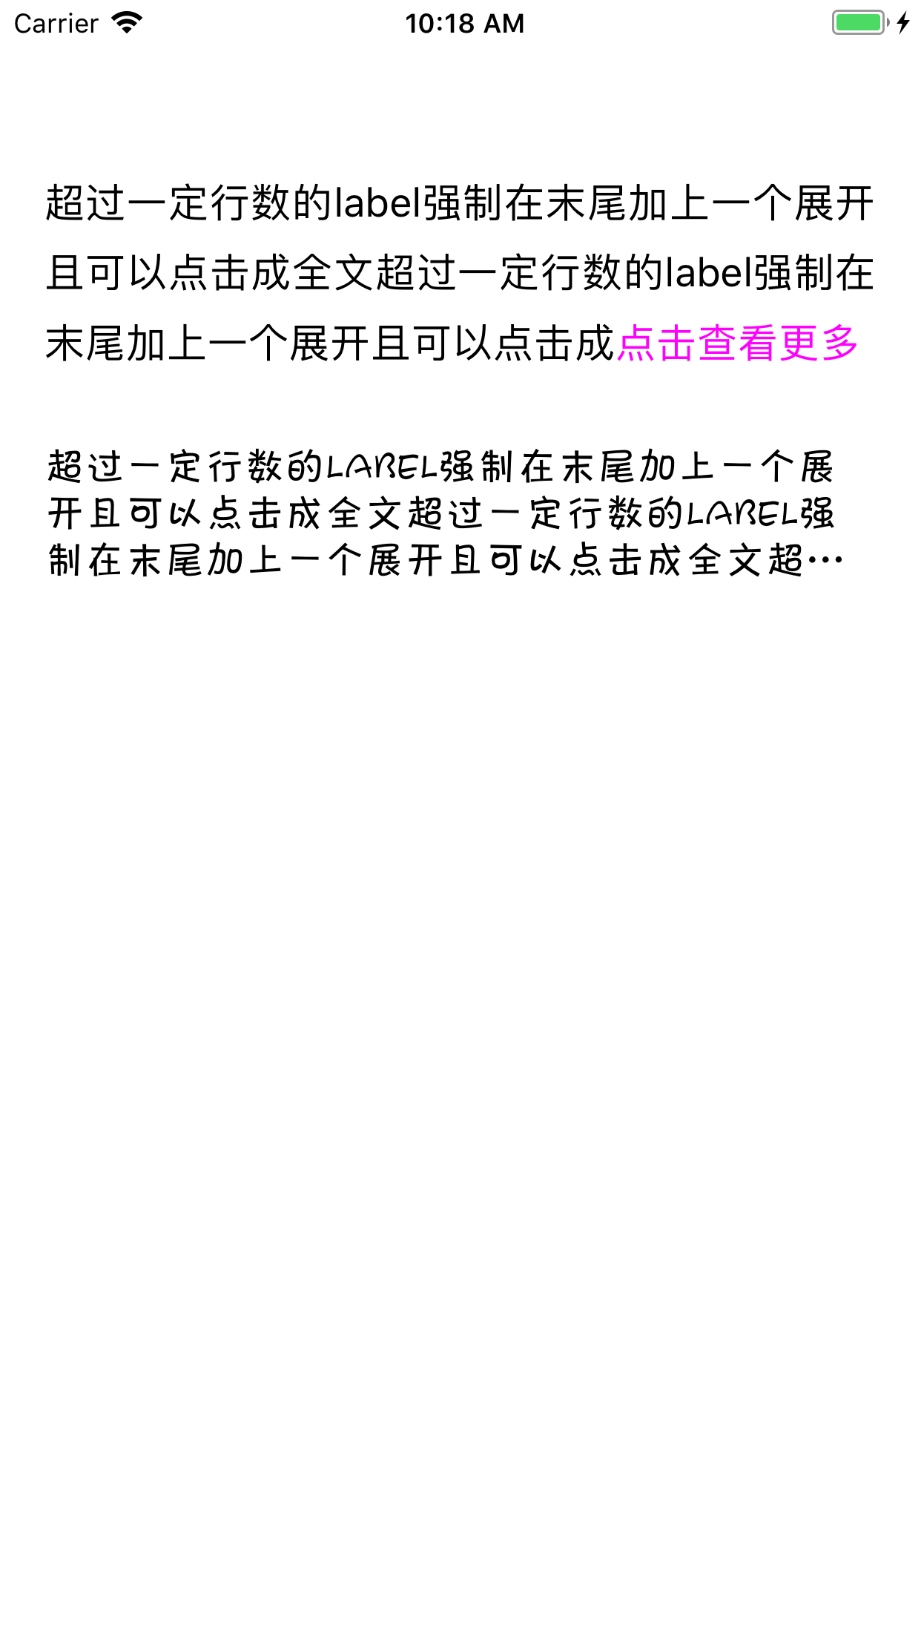 Carrier 10:18 AM
超过一定行数的label强制在末尾加上一个展开
且可以点击成全文超过一定行数的label强制在
末尾加上一个展开且可以点击成点击查看更多
超过一定行数的LABEL强制在末尾加上一个展
开且可以点击成全文超过一定行数的LABEL强
制在末尾加上一个展开且可以点击成全文超…